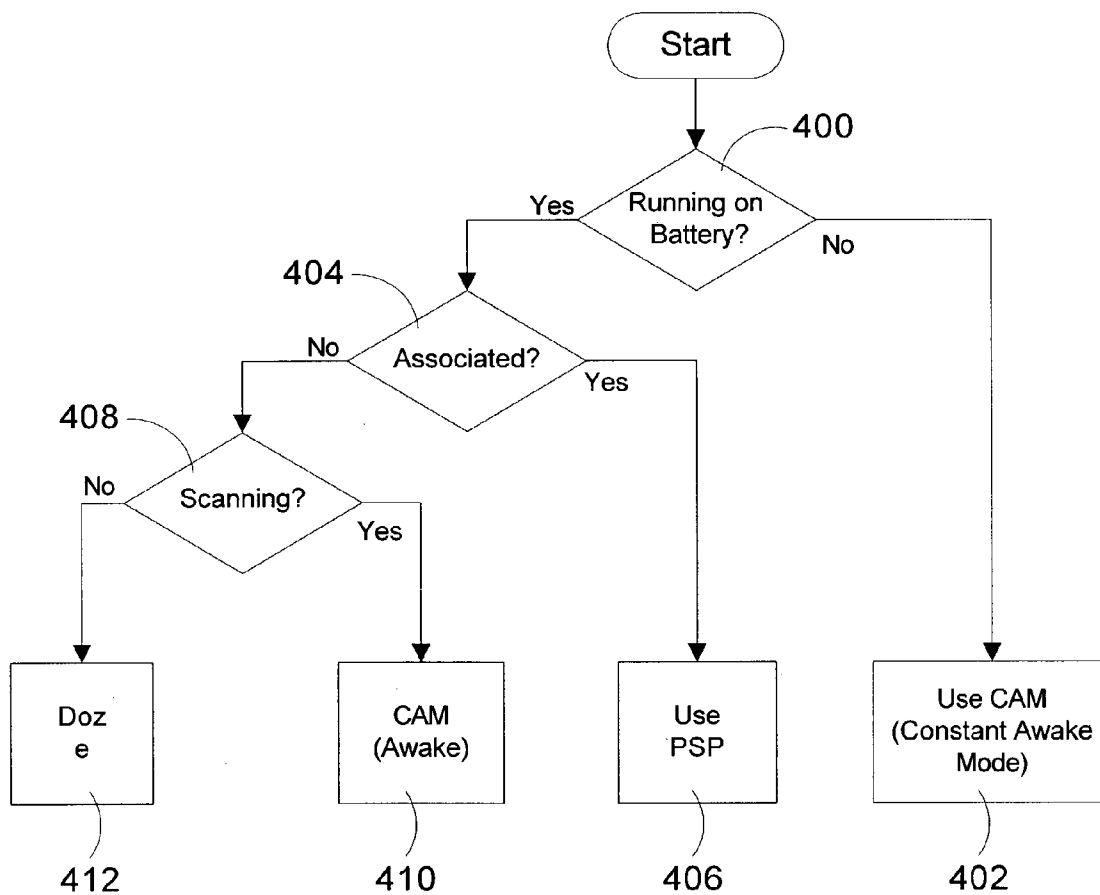 Start
400
Running on
Battery?
Yes
No
404
Associated?
No
Yes
408
Scanning?
No
Yes
Doz
e
CAM
(Awake)
Use
PSP
Use CAM
(Constant Awake
Mode)
412
410
406
402